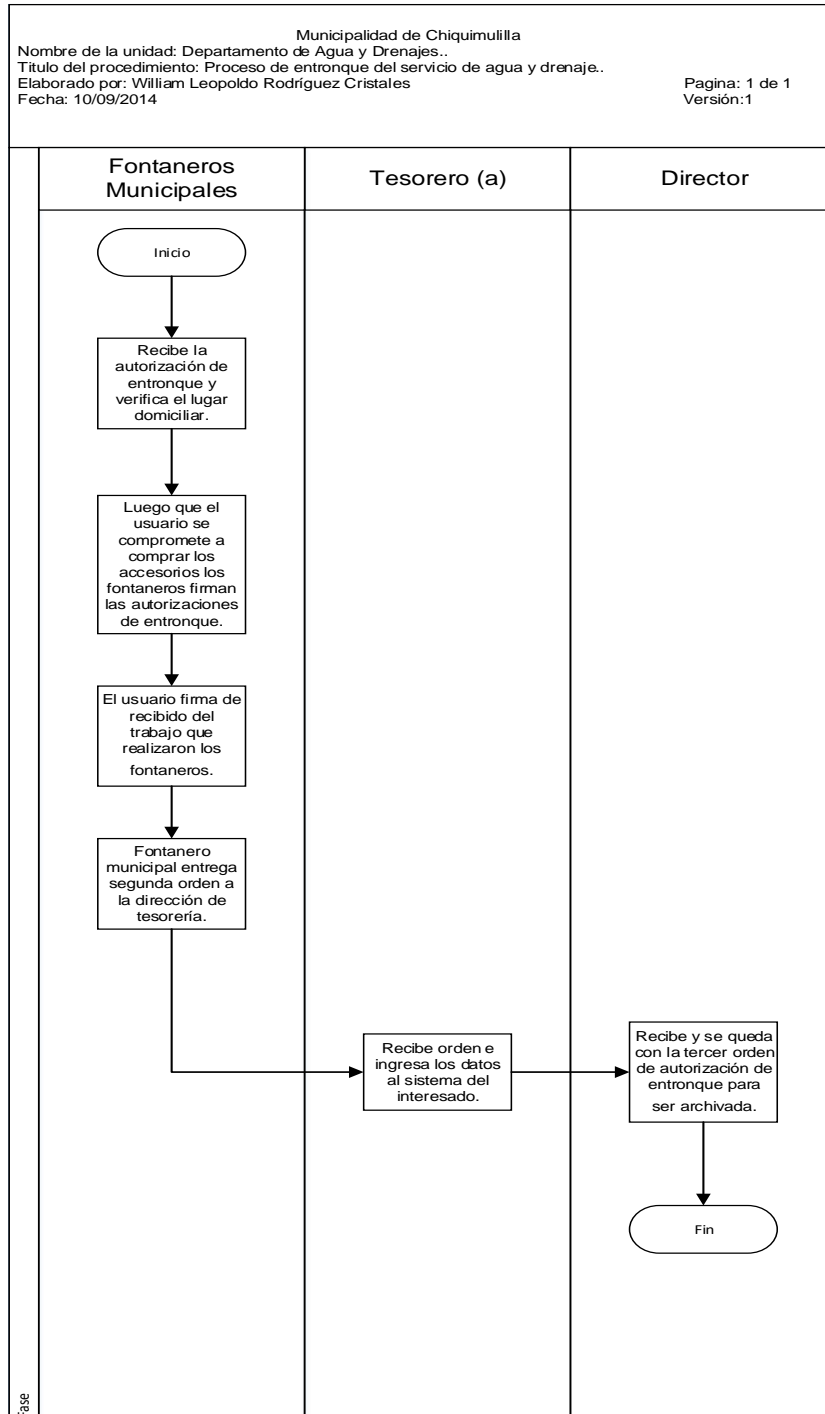 Municipalidad de Chiquimulilla
Nombre de la unidad: Departamento de Agua y Drenajes..
Titulo del procedimiento: Proceso de entronque del servicio de agua y drenaje..
Elaborado por: William Leopoldo Rodríguez Cristales
Pagina: 1 de 1
Fecha: 10/09/2014
Versión:1
Fontaneros
Municipales
Tesorero (a)
Director
Inicio
Recibe la
autorización de
entronque y
verifica el lugar
domiciliar.
Luego que el
usuario se
compromete a
comprar los
accesorios los
fontaneros firman
las autorizaciones
de entronque.
El usuario firma de
recibido del
trabajo que
realizaron los
fontaneros.
Fontanero
municipal entrega
segunda orden a
la dirección de
tesorería.
Recibe orden e
ingresa los datos
al sistema del
interesado.
Recibe y se queda
con la tercer orden
de autorización de
entronque para
ser archivada.
Fin
Fase